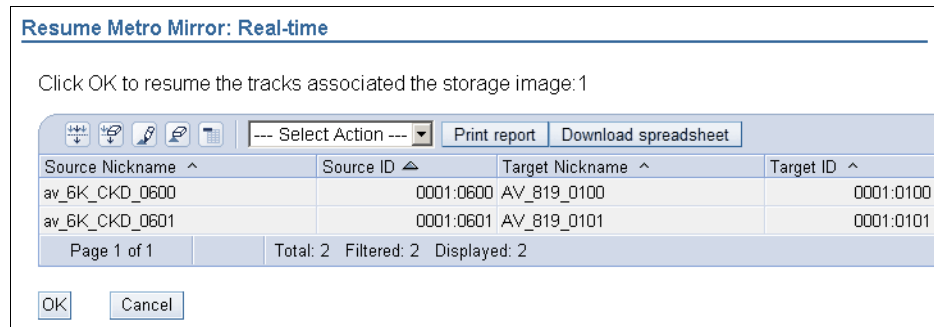 Resume Metro Mirror: Real-time
Click OK to resume the tracks associated the storage image:1
--- Select Action --- Print report Download spreadsheet
Source Nickname ^ Source ID Target Nickname ^ Target ID ^
av_6K_CKD_0600 0001:0600 AV_819_0100 0001:0100
av_6K_CKD_0601 0001:0601 AV_819_0101 0001:0101
Page 1 of 1 Total: 2 Filtered: 2 Displayed: 2
OK Cancel